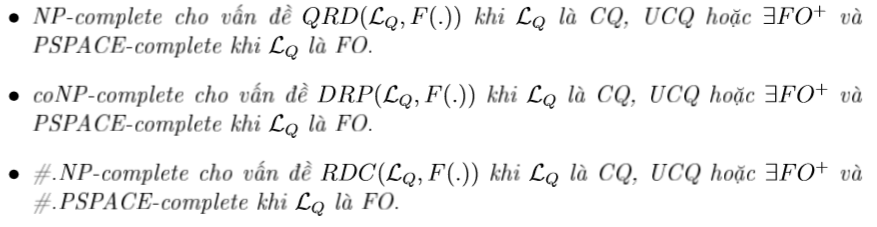 • NP-complete cho vấn đề QRD(ℒ_Q, F(.)) khi ℒ_Q là CQ, UCQ hoặc ∃FO⁺ và
PSPACE-complete khi ℒ_Q là FO.
• coNP-complete cho vấn đề DRP(ℒ_Q, F(.)) khi ℒ_Q là CQ, UCQ hoặc ∃FO⁺ và
PSPACE-complete khi ℒ_Q là FO.
• #.NP-complete cho vấn đề RDC(ℒ_Q, F(.)) khi ℒ_Q là CQ, UCQ hoặc ∃FO⁺ và
#.PSPACE-complete khi ℒ_Q là FO.